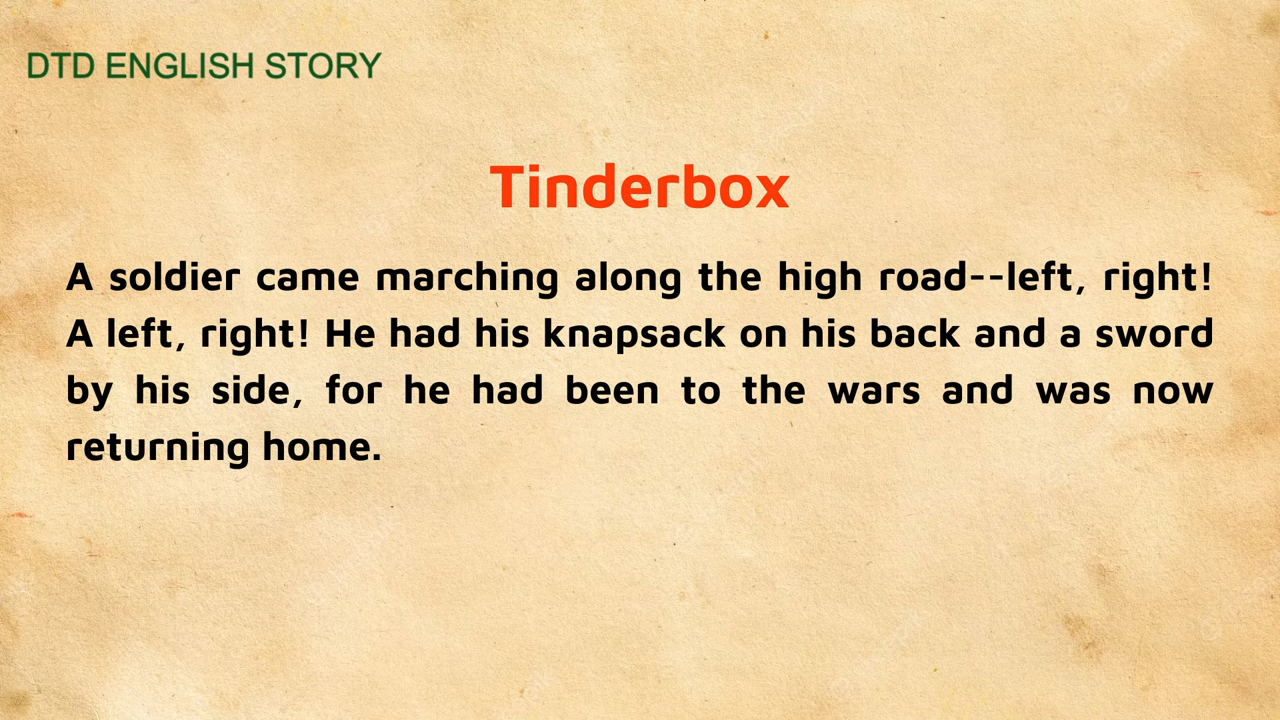 DTD ENGLISH STORY
Tinderbox
A soldier came marching along the high road--left, right!
A left, right! He had his knapsack on his back and a sword
by his side, for he had been to the wars and was now
returning home.